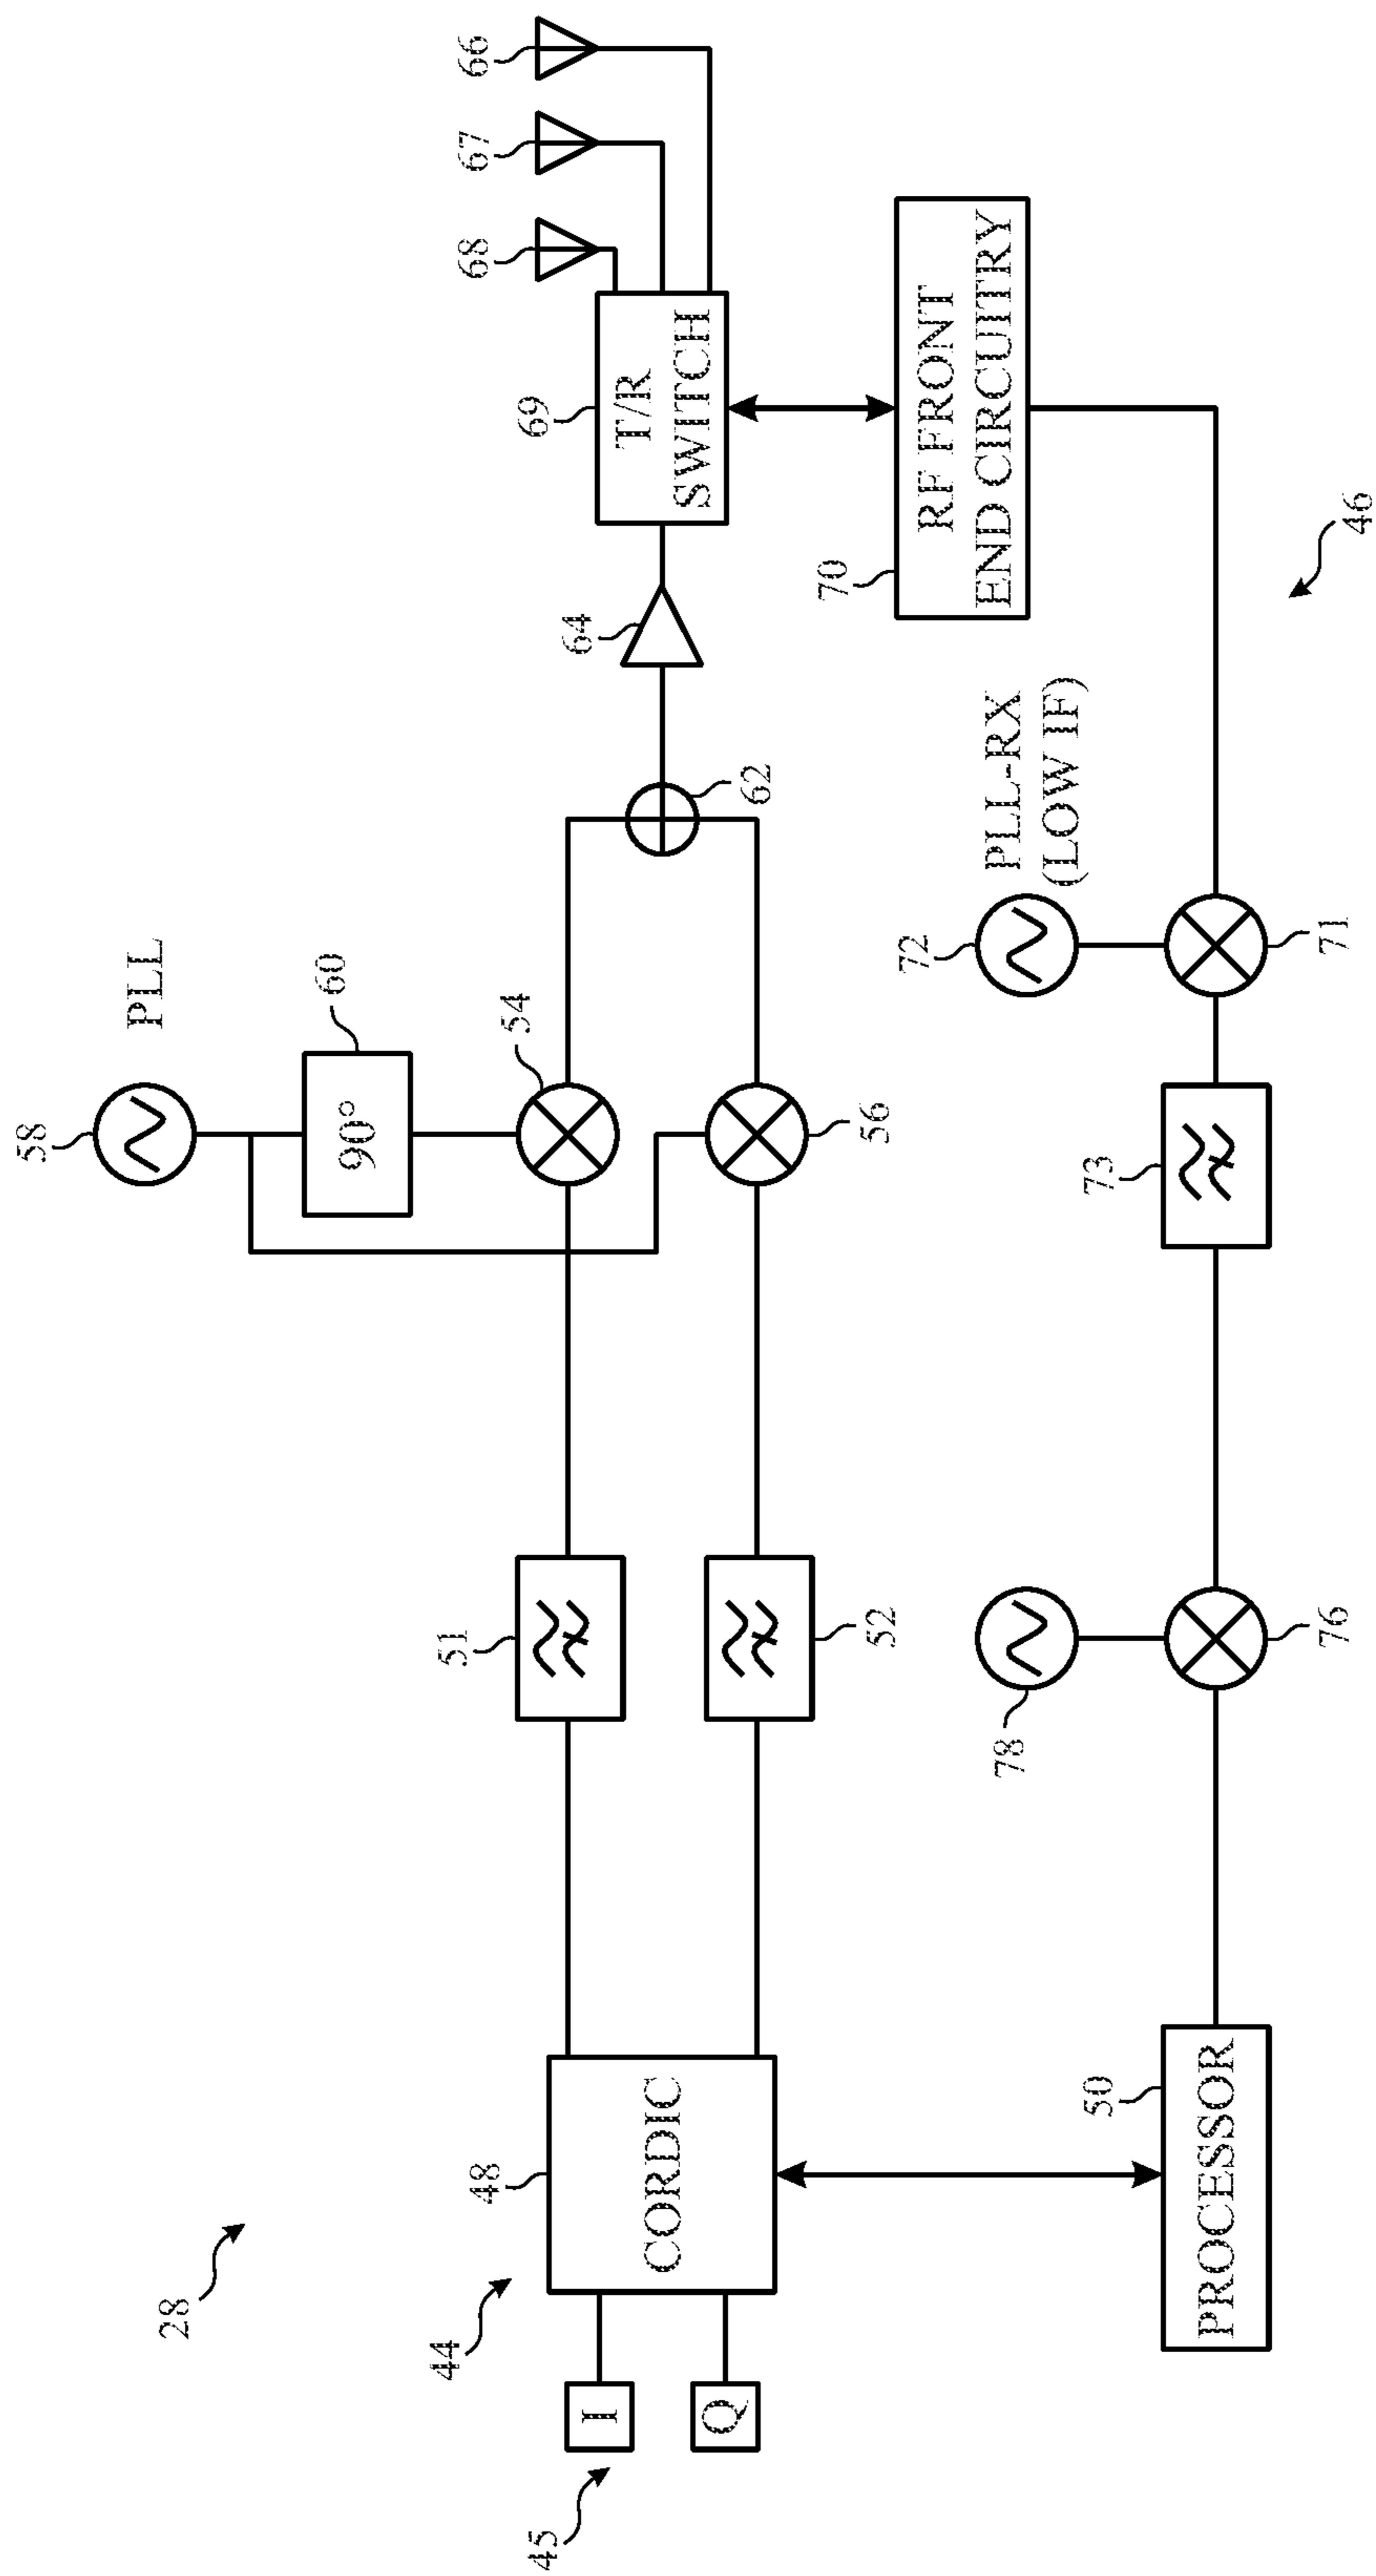 28
58
PLL
60
90°
45
I
Q
44
48
CORDIC
51
52
54
56
62
64
69
T/R
SWITCH
68
67
66
70
RF FRONT
END CIRCUITRY
78
76
72
PLL-RX
(LOW IF)
73
71
46
50
PROCESSOR